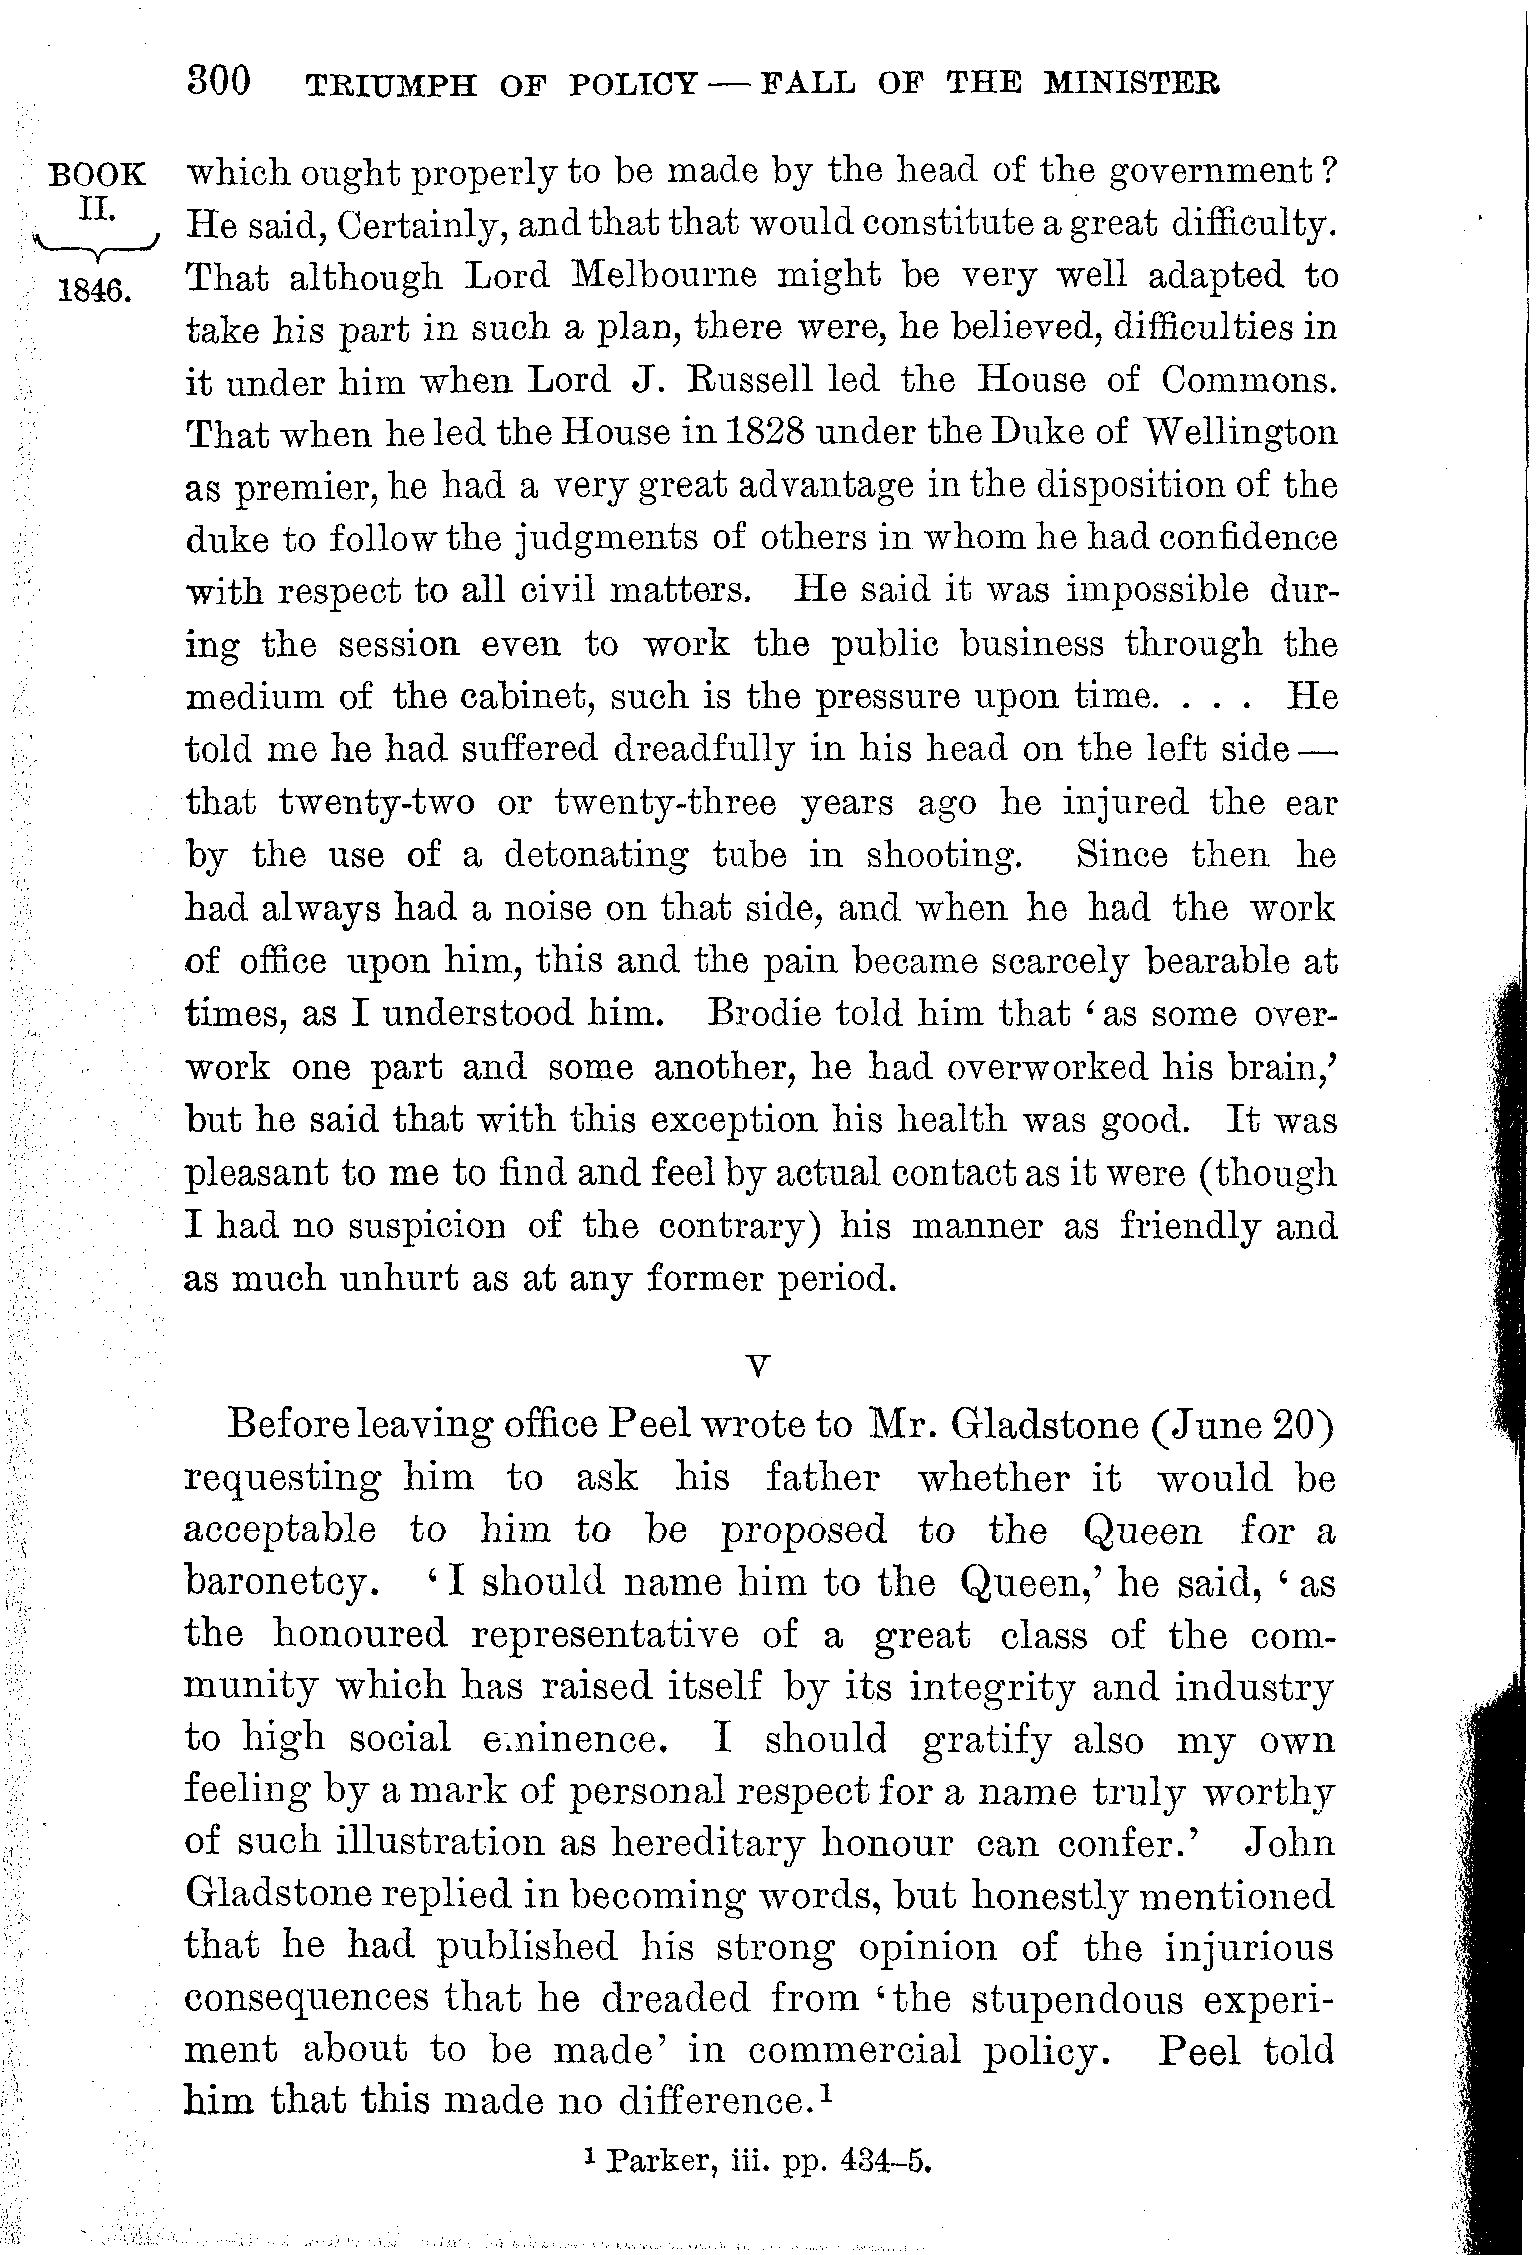 300 TRIUMPH OF POLICY — FALL OF THE MINISTER
BOOK
II.
1846.
which ought properly to be made by the head of the government?
He said, Certainly, and that that would constitute a great difficulty.
That although Lord Melbourne might be very well adapted to
take his part in such a plan, there were, he believed, difficulties in
it under him when Lord J. Russell led the House of Commons.
That when he led the House in 1828 under the Duke of Wellington
as premier, he had a very great advantage in the disposition of the
duke to follow the judgments of others in whom he had confidence
with respect to all civil matters. He said it was impossible dur-
ing the session even to work the public business through the
medium of the cabinet, such is the pressure upon time. . . . He
told me he had suffered dreadfully in his head on the left side —
that twenty-two or twenty-three years ago he injured the ear
by the use of a detonating tube in shooting. Since then he
had always had a noise on that side, and when he had the work
of office upon him, this and the pain became scarcely bearable at
times, as I understood him. Brodie told him that ‘as some over-
work one part and some another, he had overworked his brain,’
but he said that with this exception his health was good. It was
pleasant to me to find and feel by actual contact as it were (though
I had no suspicion of the contrary) his manner as friendly and
as much unhurt as at any former period.
V
Before leaving office Peel wrote to Mr. Gladstone (June 20)
requesting him to ask his father whether it would be
acceptable to him to be proposed to the Queen for a
baronetcy. ‘I should name him to the Queen,’ he said, ‘as
the honoured representative of a great class of the com-
munity which has raised itself by its integrity and industry
to high social eminence. I should gratify also my own
feeling by a mark of personal respect for a name truly worthy
of such illustration as hereditary honour can confer.’ John
Gladstone replied in becoming words, but honestly mentioned
that he had published his strong opinion of the injurious
consequences that he dreaded from ‘the stupendous experi-
ment about to be made’ in commercial policy. Peel told
him that this made no difference.¹
¹ Parker, iii. pp. 434–5.